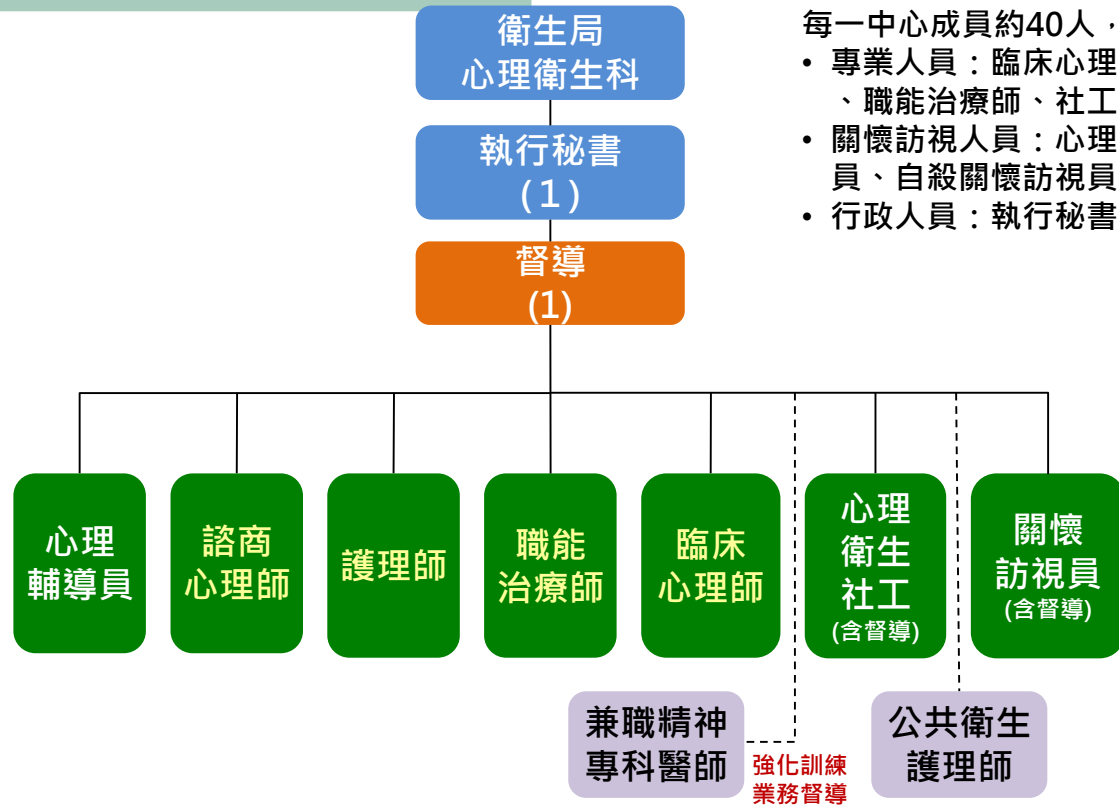 衛生局
心理衛生科
執行秘書
(1)
督導
(1)
每一中心成員約40人，
• 專業人員：臨床心理
、職能治療師、社工
• 關懷訪視人員：心理
員、自殺關懷訪視員
• 行政人員：執行秘書
心理
輔導員
諮商
心理師
護理師
職能
治療師
臨床
心理師
心理
衛生
社工
(含督導)
關懷
訪視員
(含督導)
兼職精神
專科醫師
強化訓練
業務督導
公共衛生
護理師